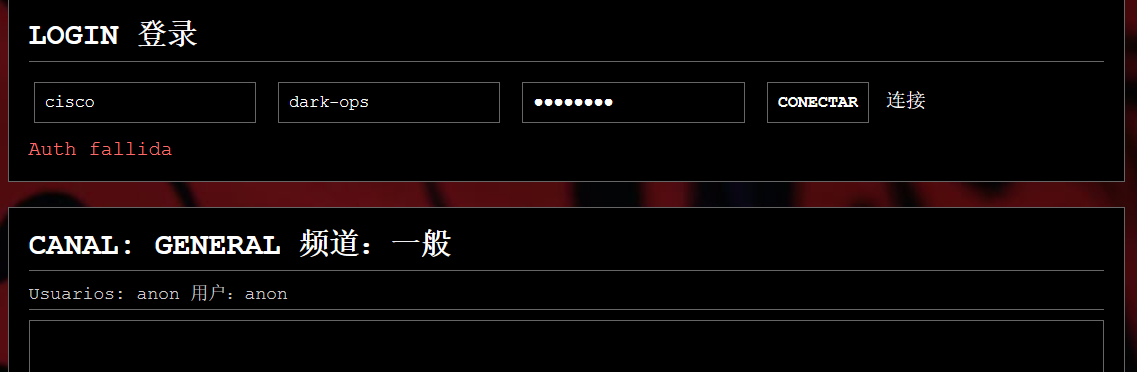 LOGIN 登录
cisco dark-ops ●●●●●●●● CONECTAR 连接
Auth fallida
CANAL: GENERAL 频道: 一般
Usuarios: anon 用户: anon